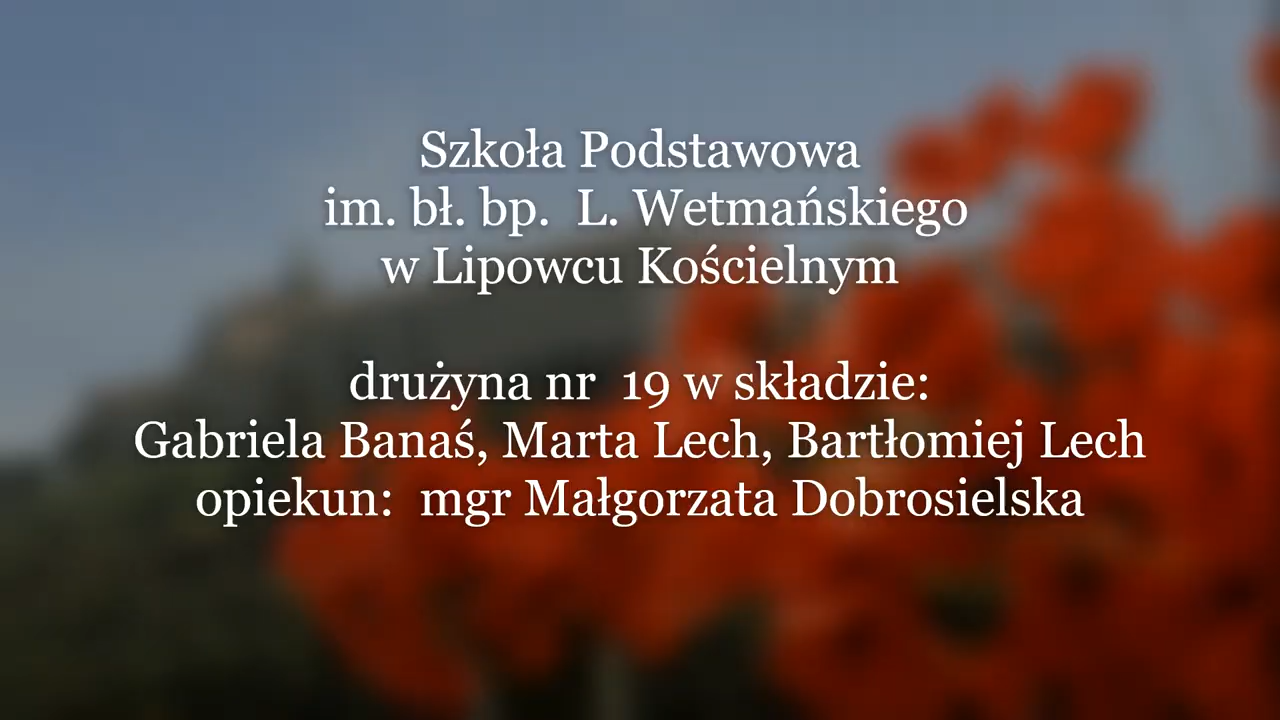 Szkoła Podstawowa
im. bł. bp.  L. Wetmańskiego
w Lipowcu Kościelnym
drużyna nr  19 w składzie:
Gabriela Banaś, Marta Lech, Bartłomiej Lech
opiekun:  mgr Małgorzata Dobrosielska